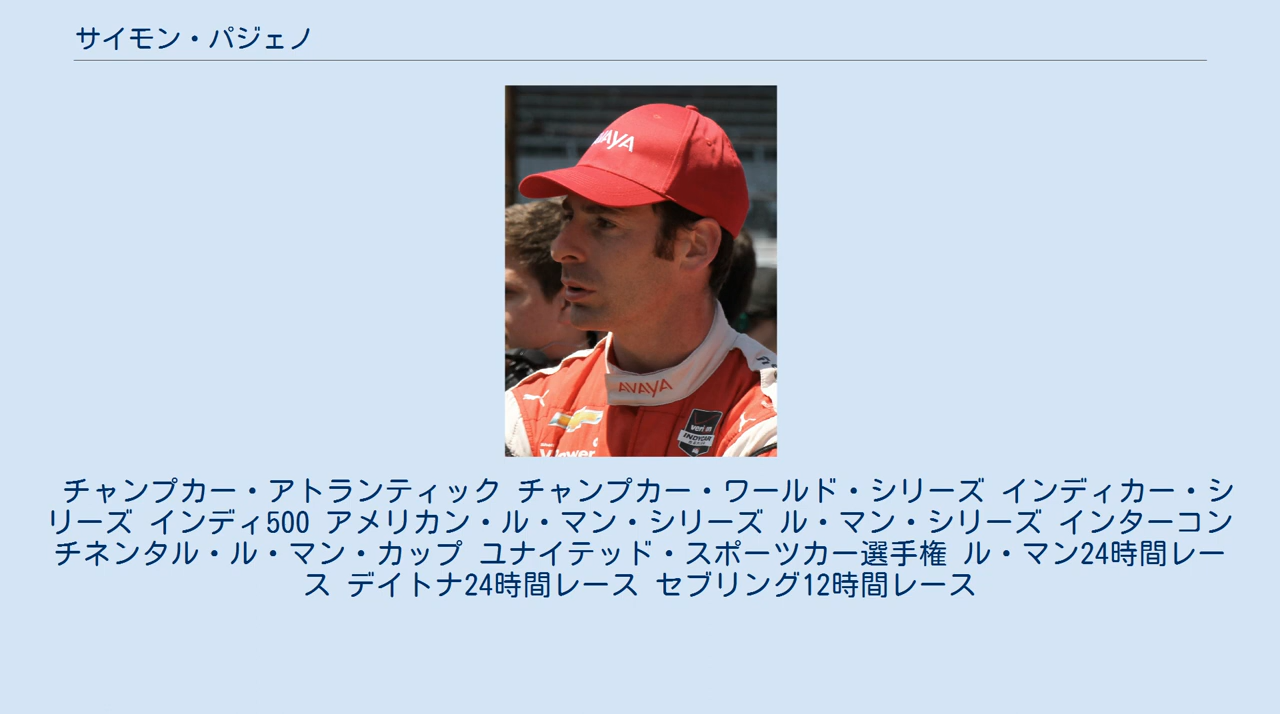 サイモン・パジェノ
AVAYA
AVAYA
verizon
INDYCAR
チャンプカー・アトランティック チャンプカー・ワールド・シリーズ インディカー・シ
リーズ インディ500 アメリカン・ル・マン・シリーズ ル・マン・シリーズ インターコン
チネンタル・ル・マン・カップ ユナイテッド・スポーツカー選手権 ル・マン24時間レー
ス デイトナ24時間レース セブリング12時間レース